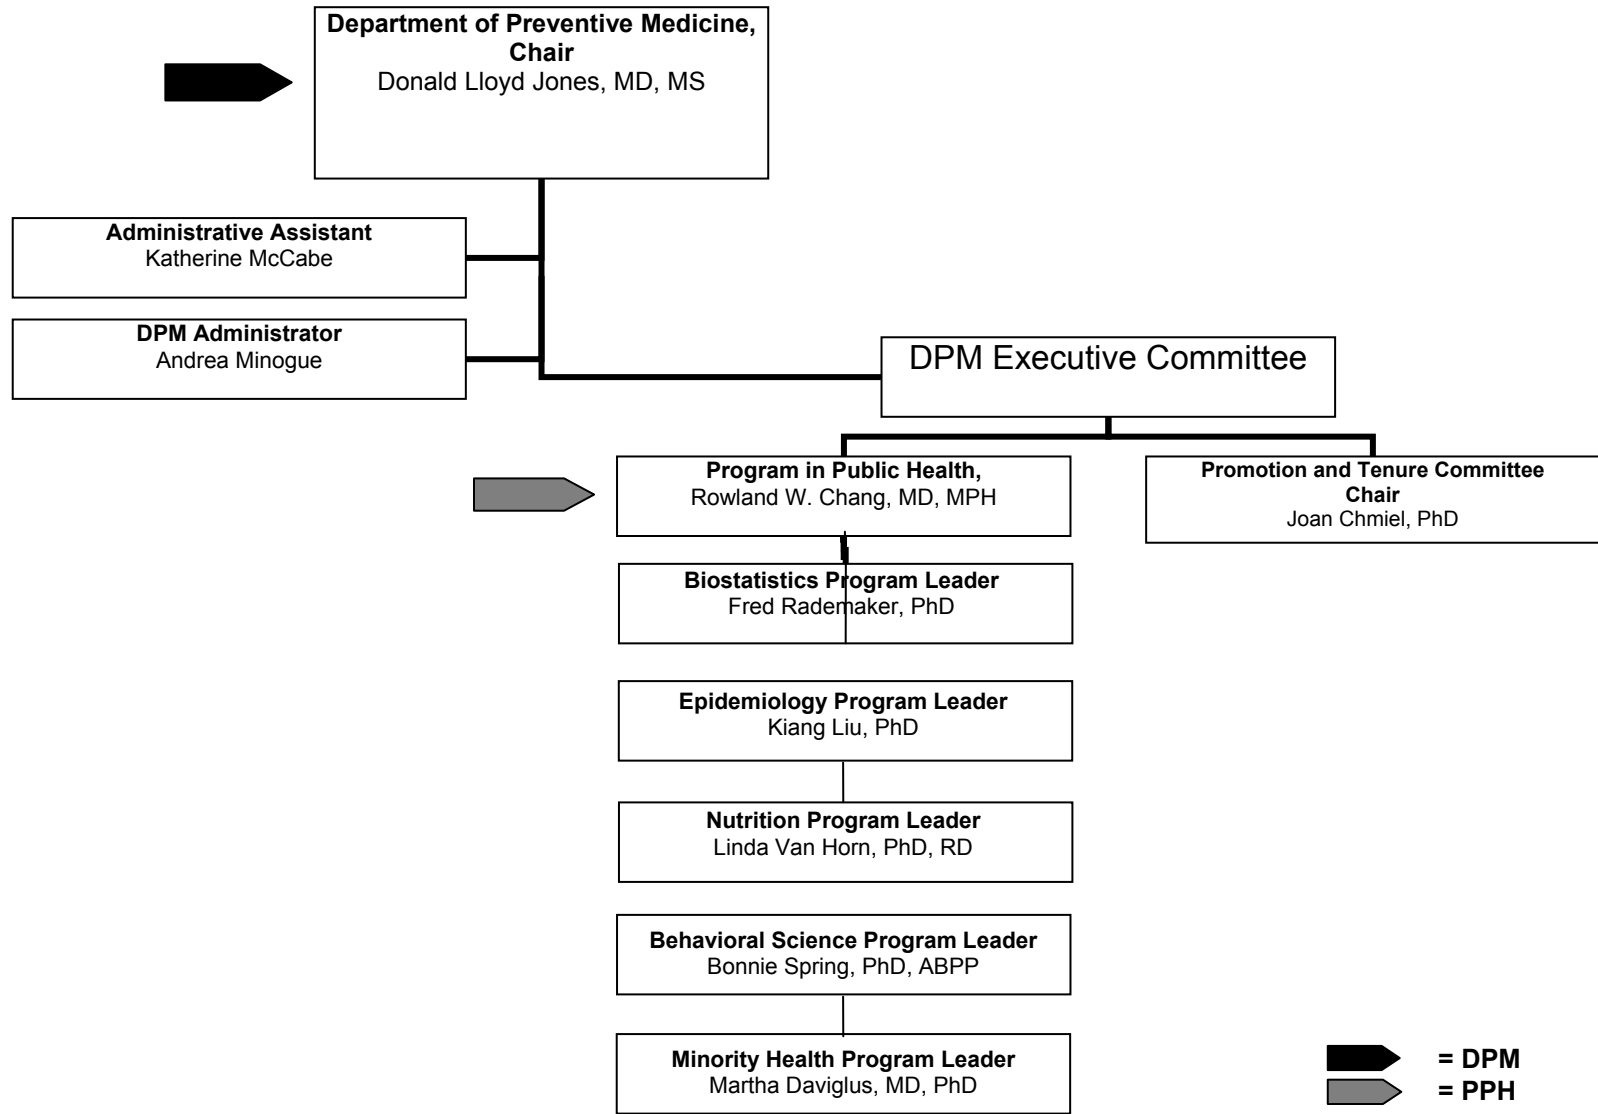 Department of Preventive Medicine,
Chair
Donald Lloyd Jones, MD, MS
Administrative Assistant
Katherine McCabe
DPM Administrator
Andrea Minogue
DPM Executive Committee
Program in Public Health,
Rowland W. Chang, MD, MPH
Promotion and Tenure Committee
Chair
Joan Chmiel, PhD
Biostatistics Program Leader
Fred Rademaker, PhD
Epidemiology Program Leader
Kiang Liu, PhD
Nutrition Program Leader
Linda Van Horn, PhD, RD
Behavioral Science Program Leader
Bonnie Spring, PhD, ABPP
Minority Health Program Leader
Martha Daviglus, MD, PhD
= DPM
= PPH